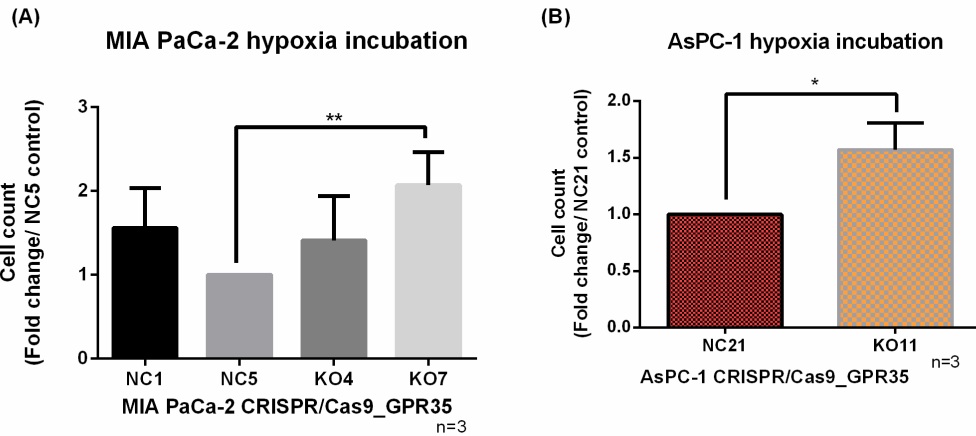 (A)
MIA PaCa-2 hypoxia incubation
Cell count
(Fold change/ NC5 control)
3
2
1
0
**
NC1 NC5 KO4 KO7
MIA PaCa-2 CRISPR/Cas9_GPR35
n=3
(B)
AsPC-1 hypoxia incubation
Cell count
(Fold change/ NC21 control)
2.0
1.5
1.0
0.5
0.0
*
NC21 KO11
n=3
AsPC-1 CRISPR/Cas9_GPR35